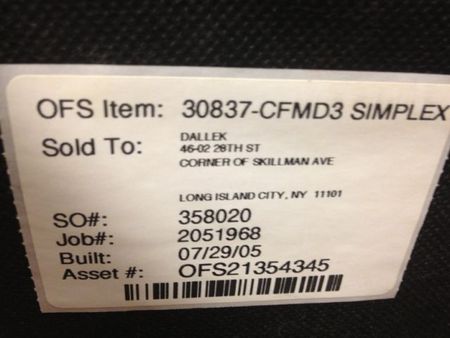 OFS Item: 30837-CFMD3 SIMPLEX
Sold To: DALLEK
46-02 28TH ST
CORNER OF SKILLMAN AVE
LONG ISLAND CITY, NY 11101
SO#: 358020
Job#: 2051968
Built: 07/29/05
Asset #: OFS21354345